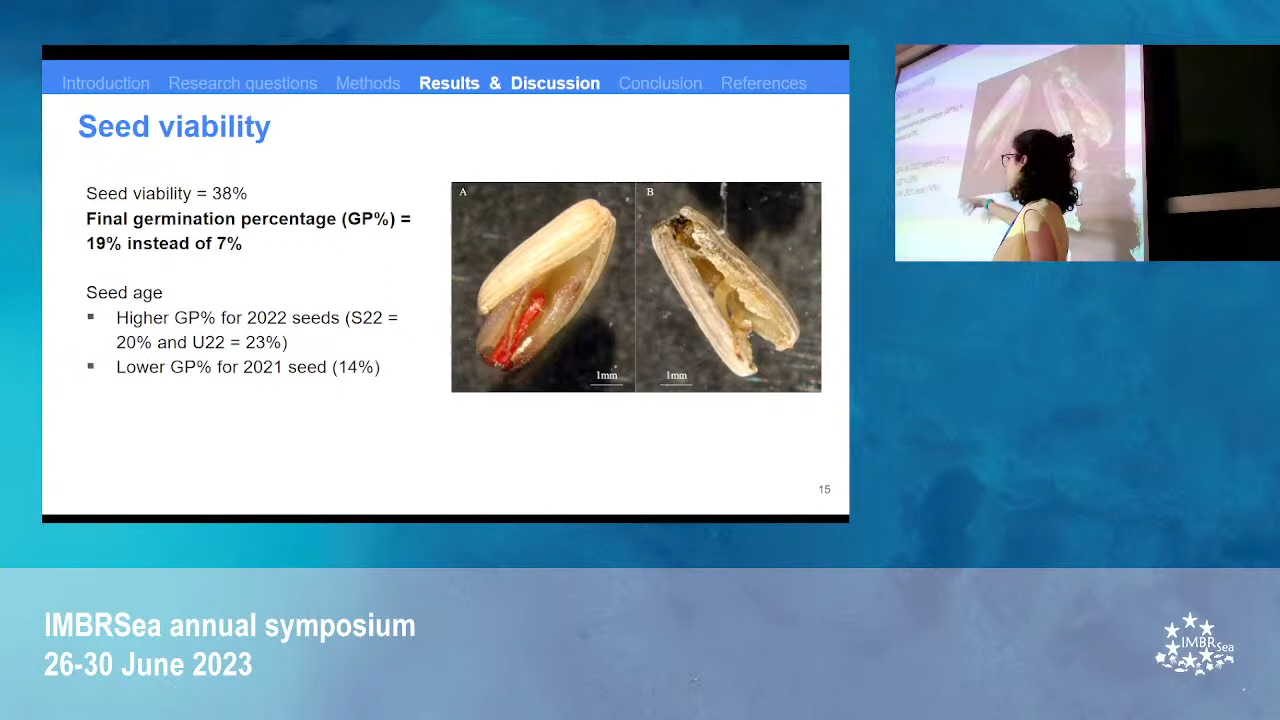 Introduction Research questions Methods Results & Discussion Conclusion References
Seed viability
Seed viability = 38%
Final germination percentage (GP%) =
19% instead of 7%
Seed age
▪ Higher GP% for 2022 seeds (S22 =
20% and U22 = 23%)
▪ Lower GP% for 2021 seed (14%)
A B
1mm 1mm
15
IMBRSea annual symposium
26-30 June 2023
IMBRSea